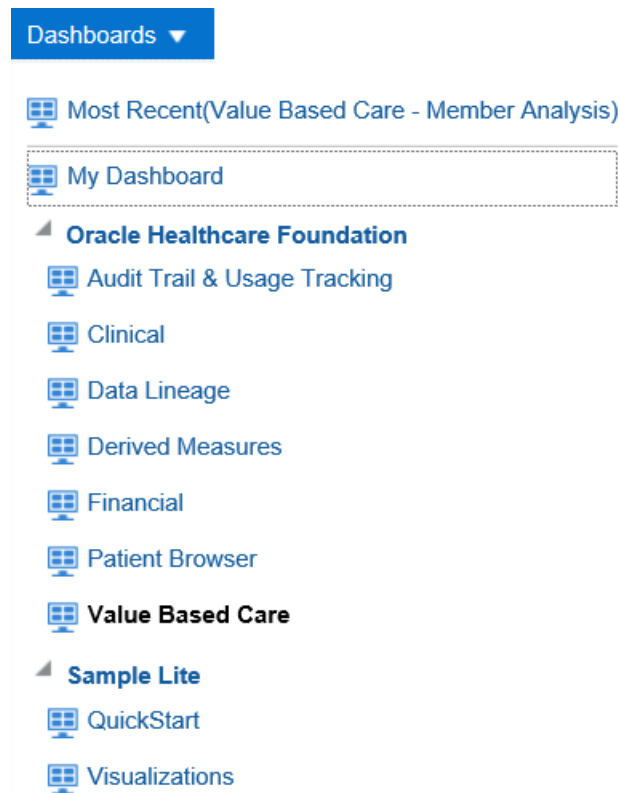 Dashboards
Most Recent(Value Based Care - Member Analysis)
My Dashboard
Oracle Healthcare Foundation
Audit Trail & Usage Tracking
Clinical
Data Lineage
Derived Measures
Financial
Patient Browser
Value Based Care
Sample Lite
QuickStart
Visualizations